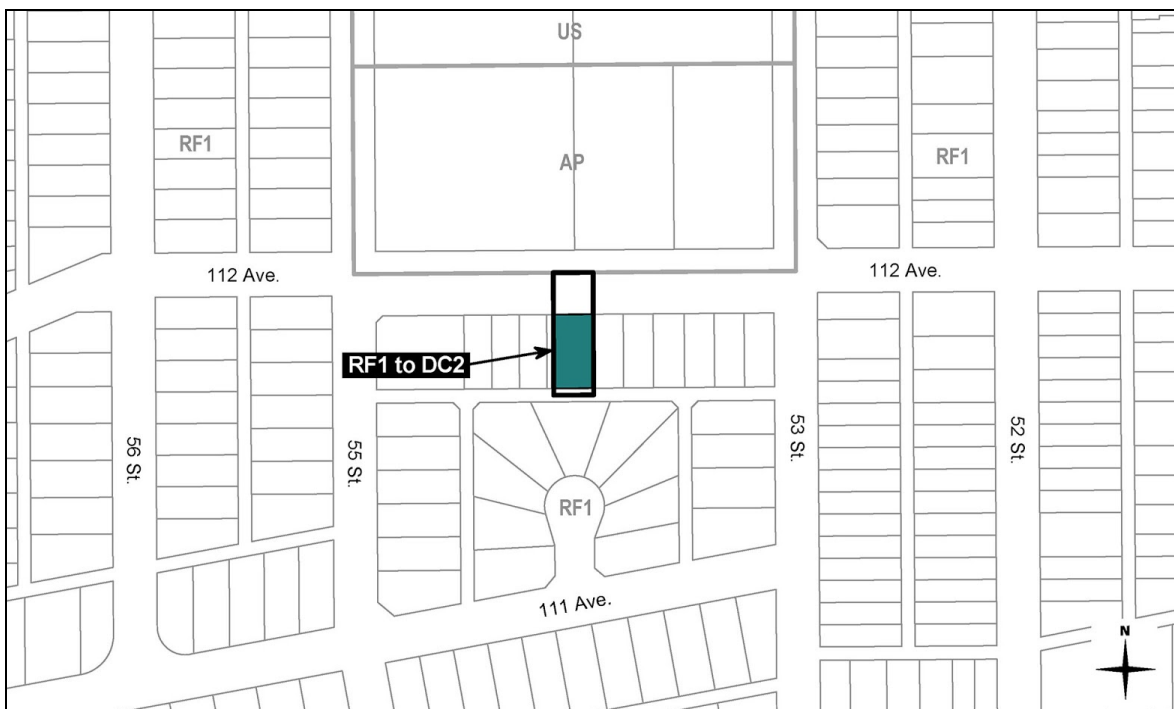 US
RF1
AP
RF1
112 Ave.
112 Ave.
RF1 to DC2
56 St.
55 St.
53 St.
52 St.
RF1
111 Ave.
N